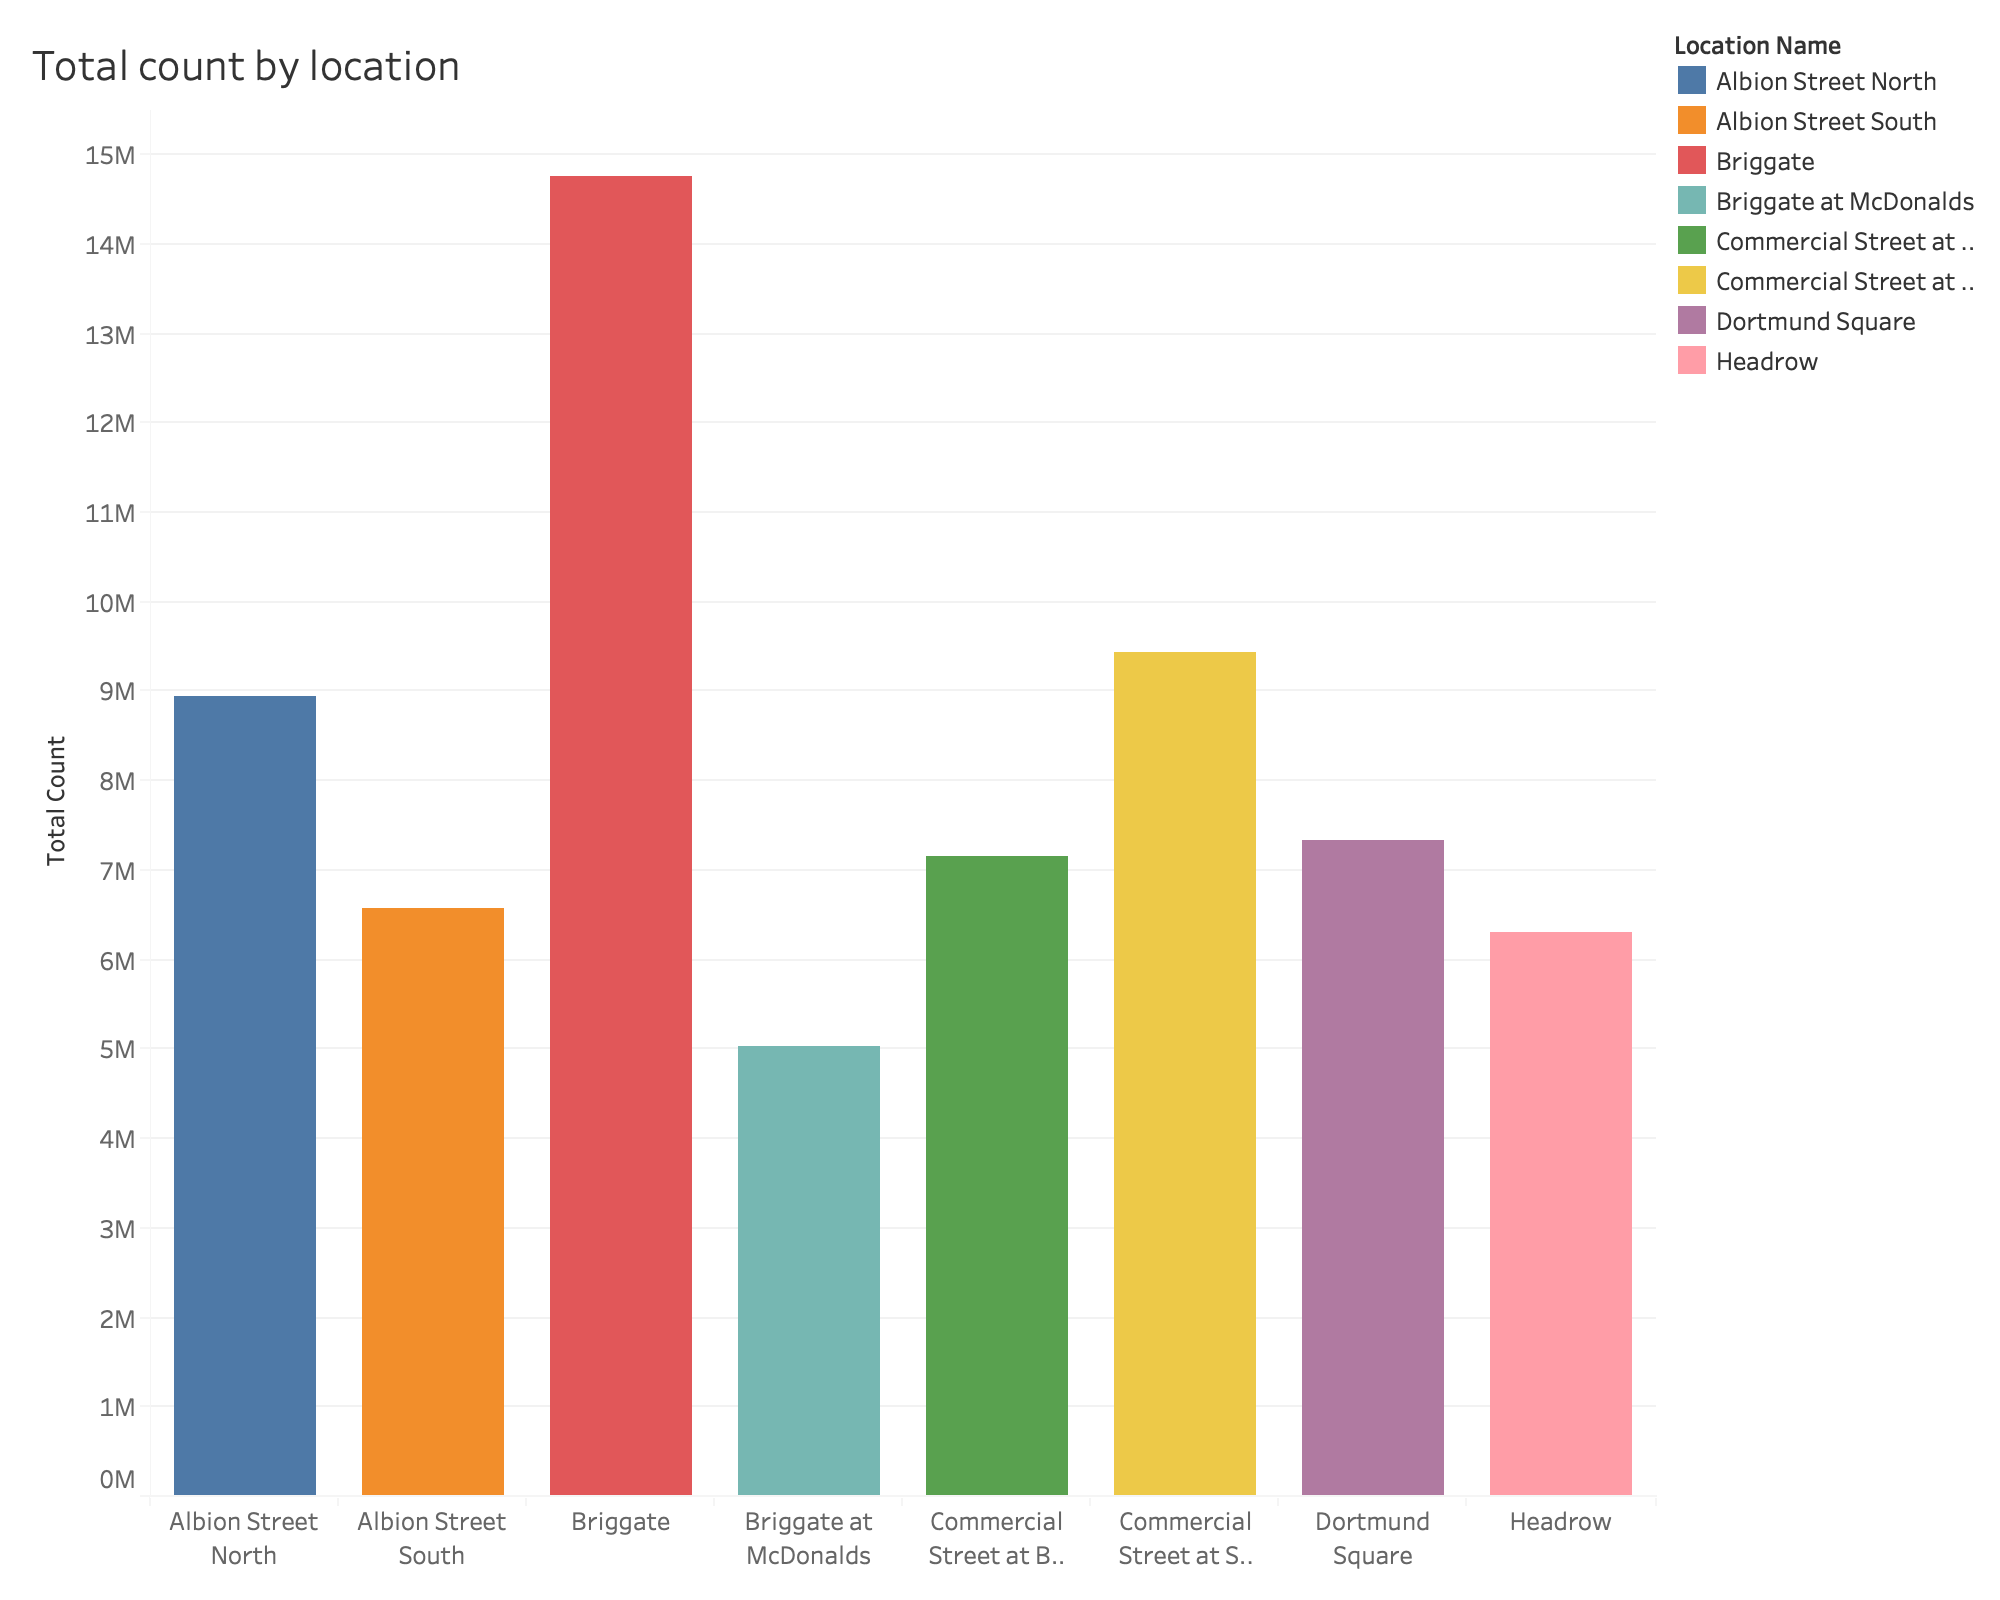 Total count by location
Location Name
Albion Street North
Albion Street South
Briggate
Briggate at McDonalds
Commercial Street at ..
Commercial Street at ..
Dortmund Square
Headrow
15M
14M
13M
12M
11M
10M
9M
8M
7M
6M
5M
4M
3M
2M
1M
0M
Total Count
Albion Street
North
Albion Street
South
Briggate
Briggate at
McDonalds
Commercial
Street at B..
Commercial
Street at S..
Dortmund
Square
Headrow